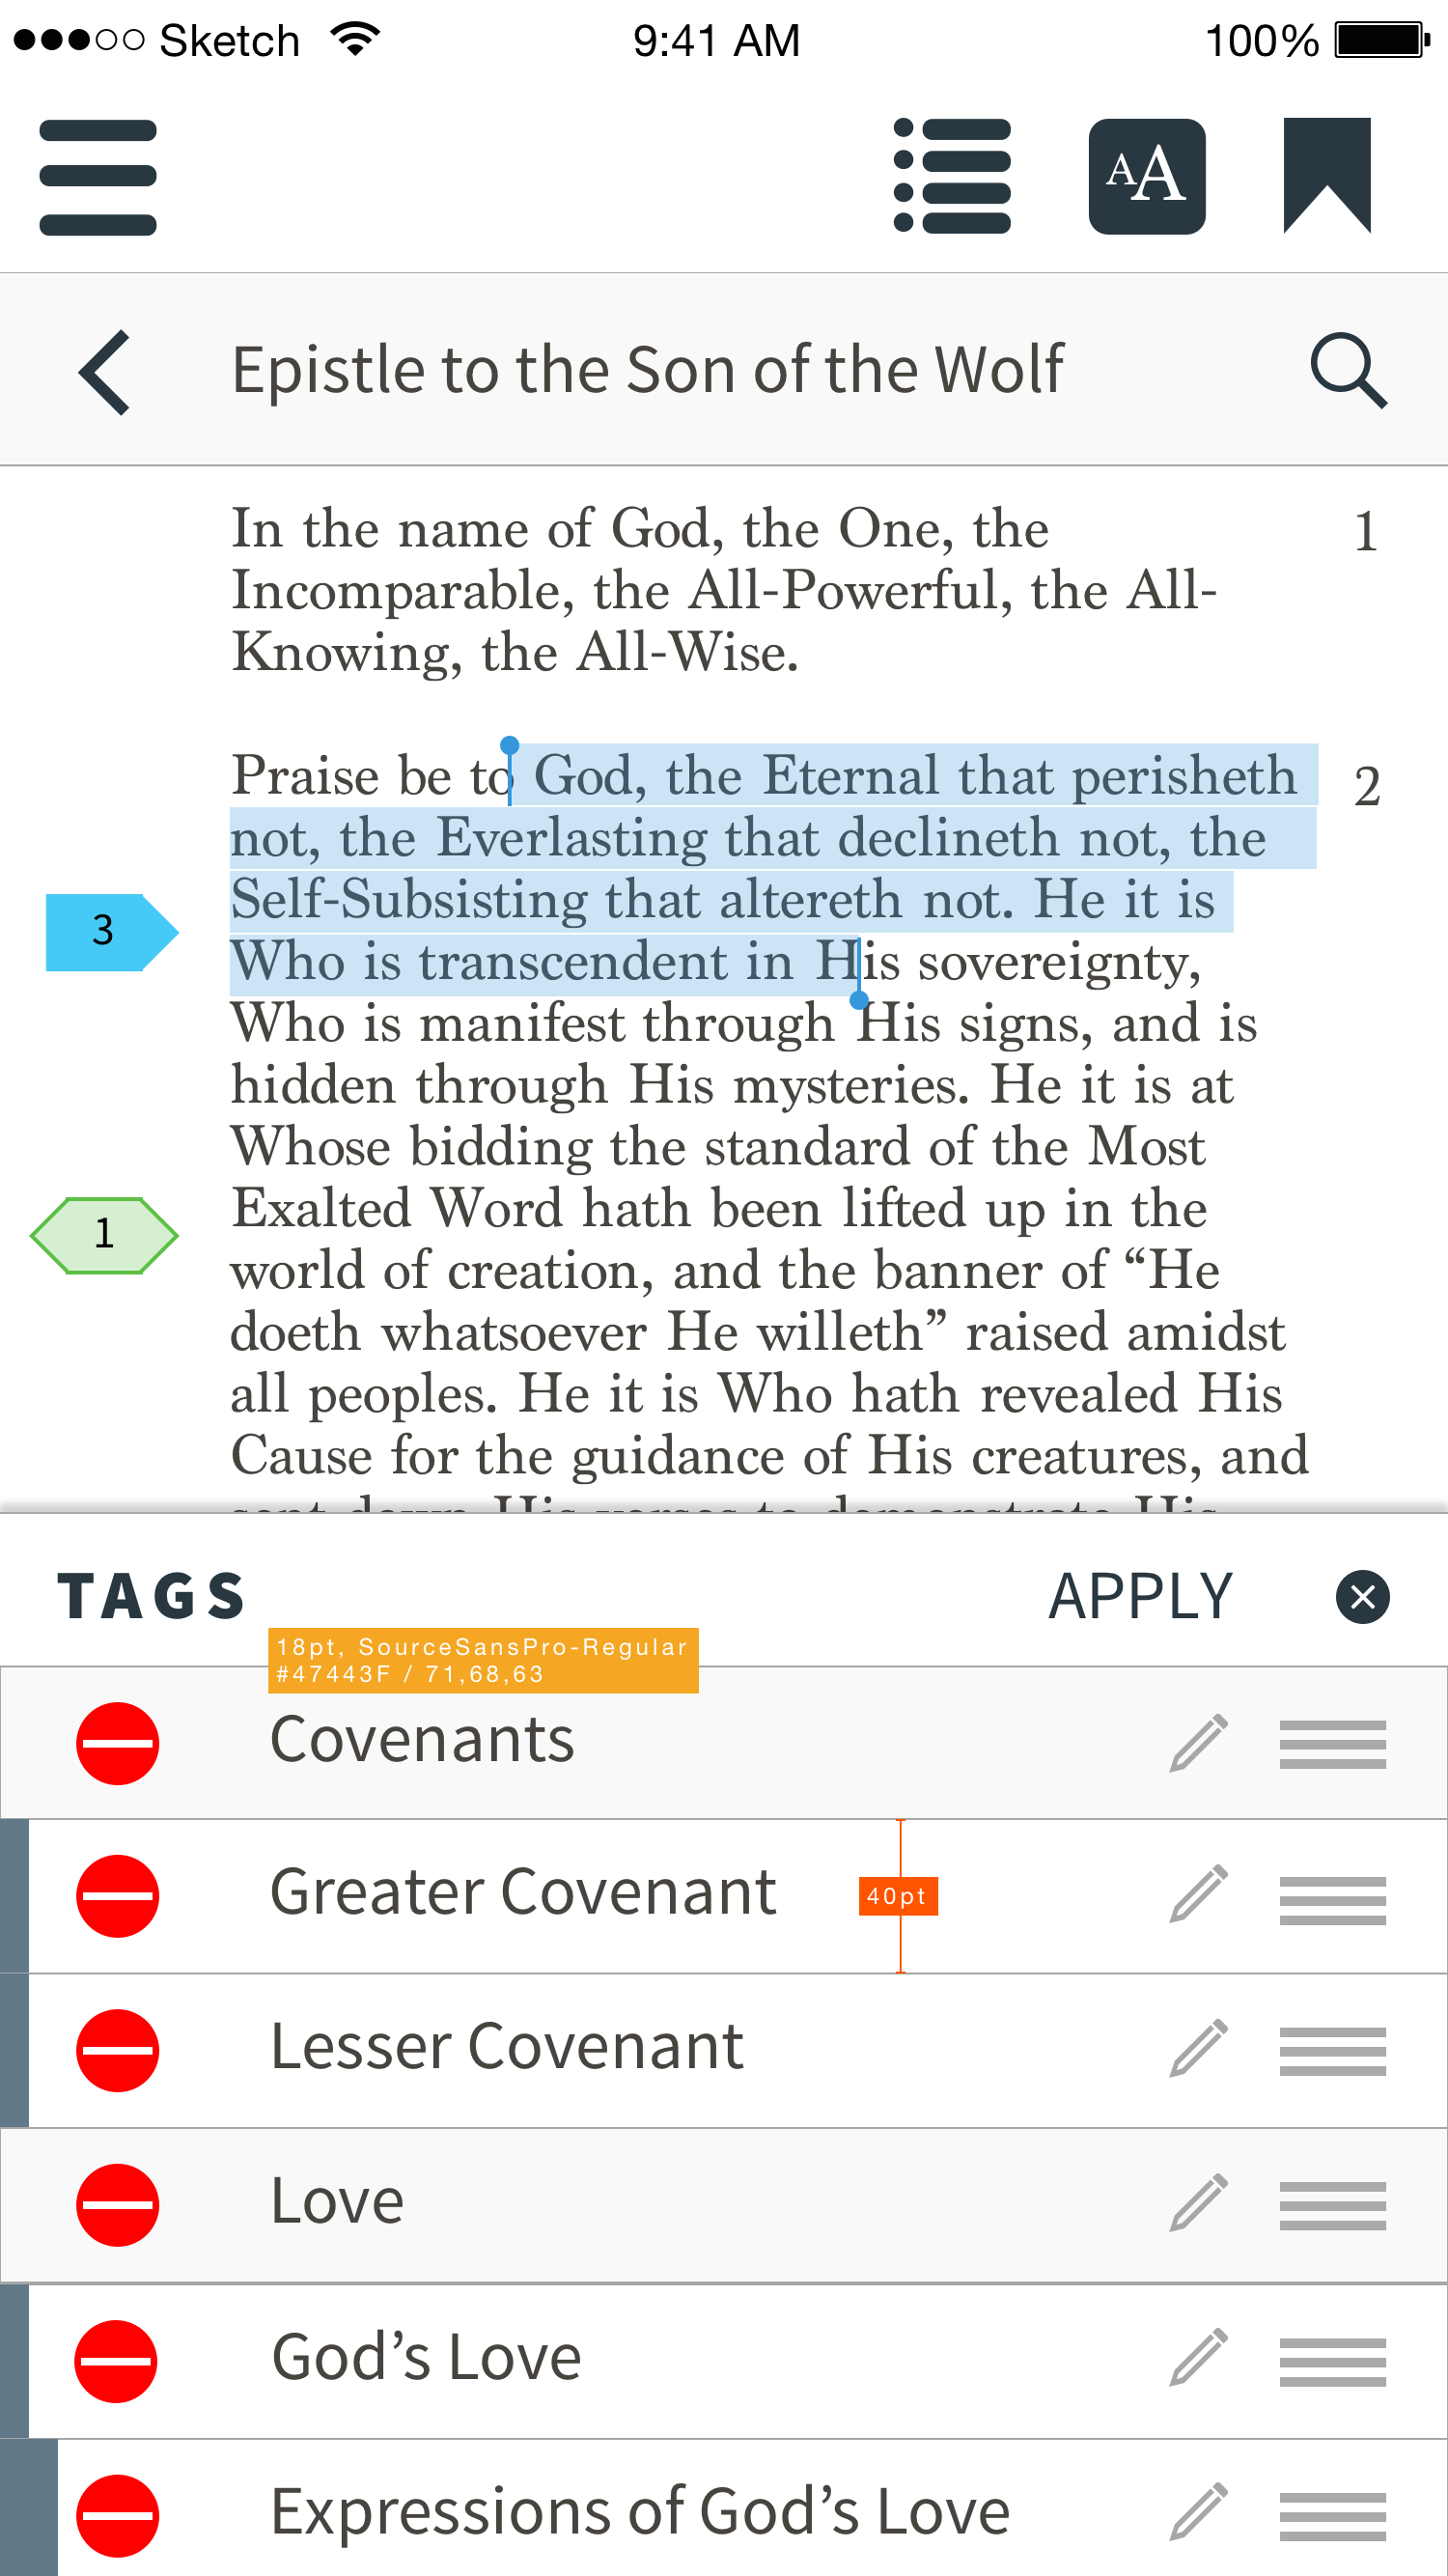 Sketch 9:41 AM 100%
AA
Epistle to the Son of the Wolf
In the name of God, the One, the 1
Incomparable, the All-Powerful, the All-
Knowing, the All-Wise.
Praise be to God, the Eternal that perisheth 2
not, the Everlasting that declineth not, the
Self-Subsisting that altereth not. He it is
3
Who is transcendent in His sovereignty,
Who is manifest through His signs, and is
hidden through His mysteries. He it is at
Whose bidding the standard of the Most
Exalted Word hath been lifted up in the
1
world of creation, and the banner of “He
doeth whatsoever He willeth” raised amidst
all peoples. He it is Who hath revealed His
Cause for the guidance of His creatures, and
sent down His verses to demonstrate His
TAGS APPLY
18pt, SourceSansPro-Regular
#47443F / 71,68,63
Covenants
Greater Covenant 40pt
Lesser Covenant
Love
God’s Love
Expressions of God’s Love